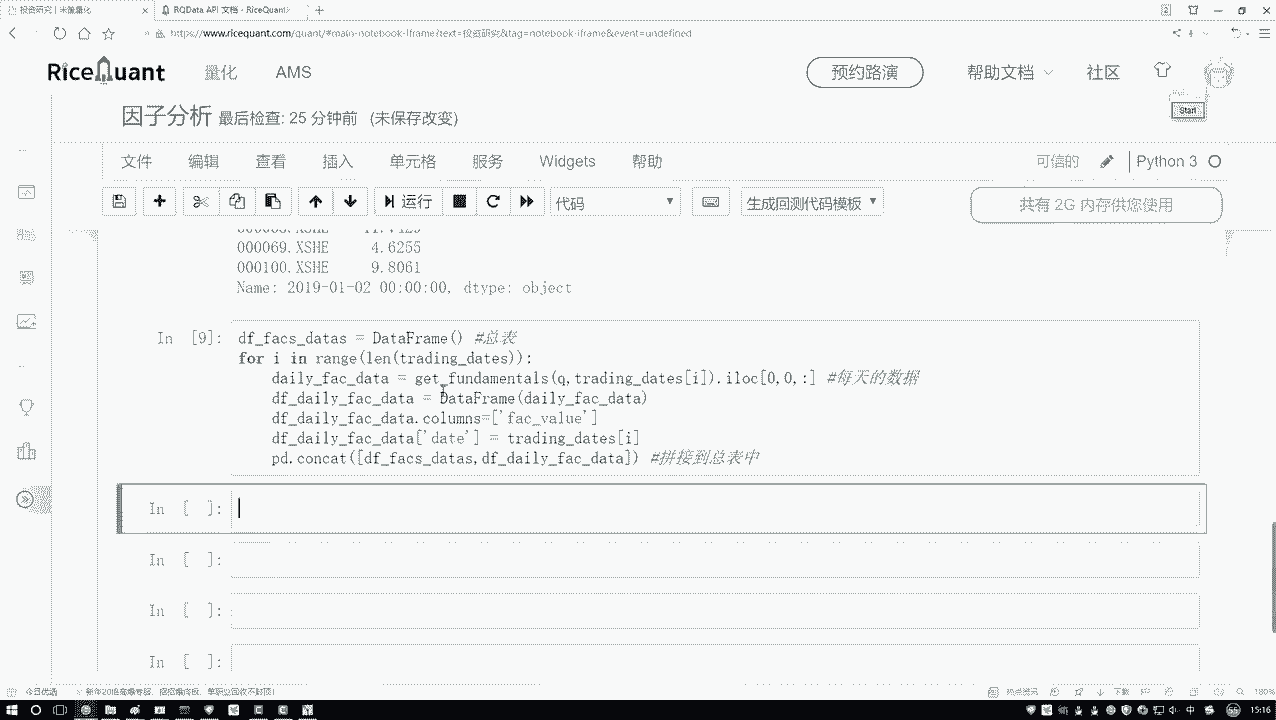 投资研究 | 米筐量化
RQData API 文档 - RiceQuant
https://www.ricequant.com/quant/#main-notebook-iframe?text=投资研究&tag=notebook-iframe&event=undefined
RiceQuant 量化 AMS 预约路演 帮助文档 社区
Start
因子分析 最后检查: 25 分钟前 (未保存改变)
文件 编辑 查看 插入 单元格 服务 Widgets 帮助 可信的 Python 3
运行 代码 生成回测代码模板 共有 2G 内存供您使用
000069.XSHE 4.6255
000100.XSHE 9.8061
Name: 2019-01-02 00:00:00, dtype: object
In [9]: df_facs_datas = DataFrame() #总表
for i in range(len(trading_dates)):
daily_fac_data = get_fundamentals(q,trading_dates[i]).iloc[0,0,:] #每天的数据
df_daily_fac_data = DataFrame(daily_fac_data)
df_daily_fac_data.columns=['fac_value']
df_daily_fac_data['date'] = trading_dates[i]
pd.concat([df_facs_datas,df_daily_fac_data]) #拼接到总表中
In [ ]:
In [ ]:
In [ ]:
In [ ]:
今日优选
下载
180%
中
15:16